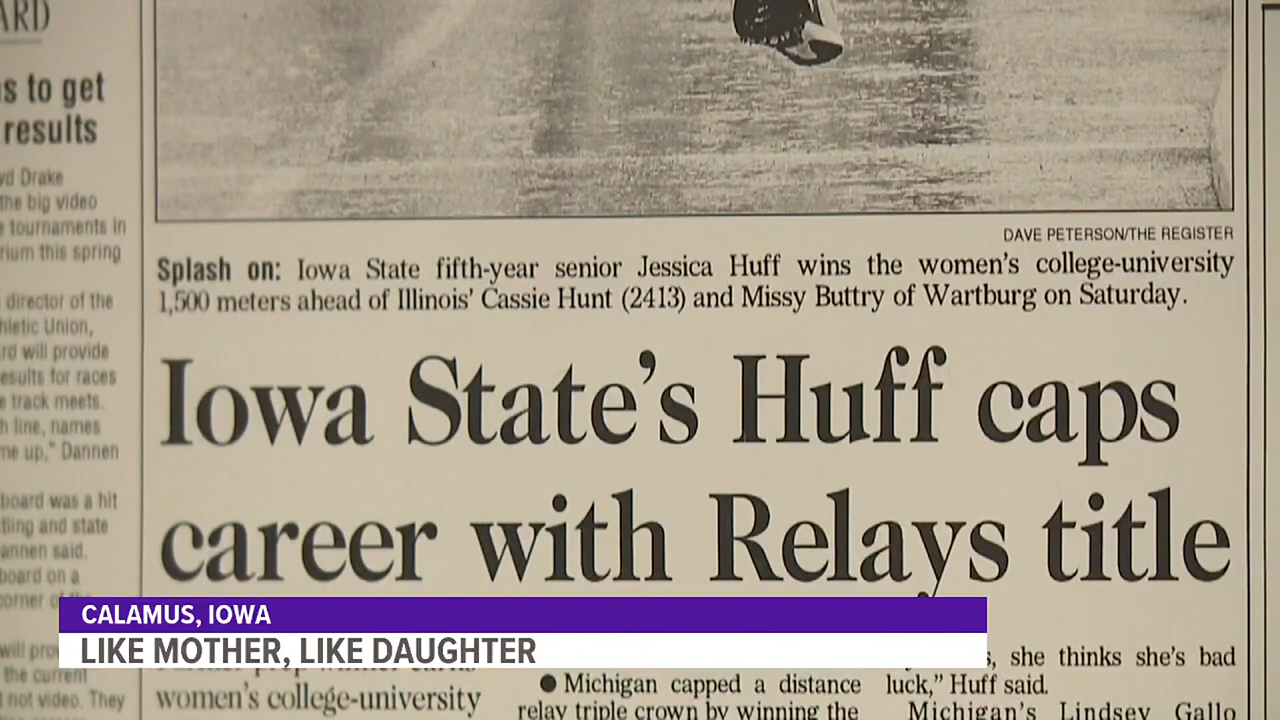 ARD
s to get
results
vd Drake
the big video
tournaments in
rium this spring
director of the
hletic Union,
rd will provide
esults for races
e track meets.
h line, names
me up," Dannen
board was a hit
tling and state
annen said.
board on a
corner of the
will
the current
not video. They
DAVE PETERSON/THE REGISTER
Splash on: Iowa State fifth-year senior Jessica Huff wins the women's college-university
1,500 meters ahead of Illinois' Cassie Hunt (2413) and Missy Buttry of Wartburg on Saturday.
Iowa State's Huff caps
career with Relays title
women's college-university
● Michigan capped a distance
relay triple crown by winning the
she thinks she's bad
luck," Huff said.
Michigan's Lindsey Gallo
CALAMUS, IOWA
LIKE MOTHER, LIKE DAUGHTER